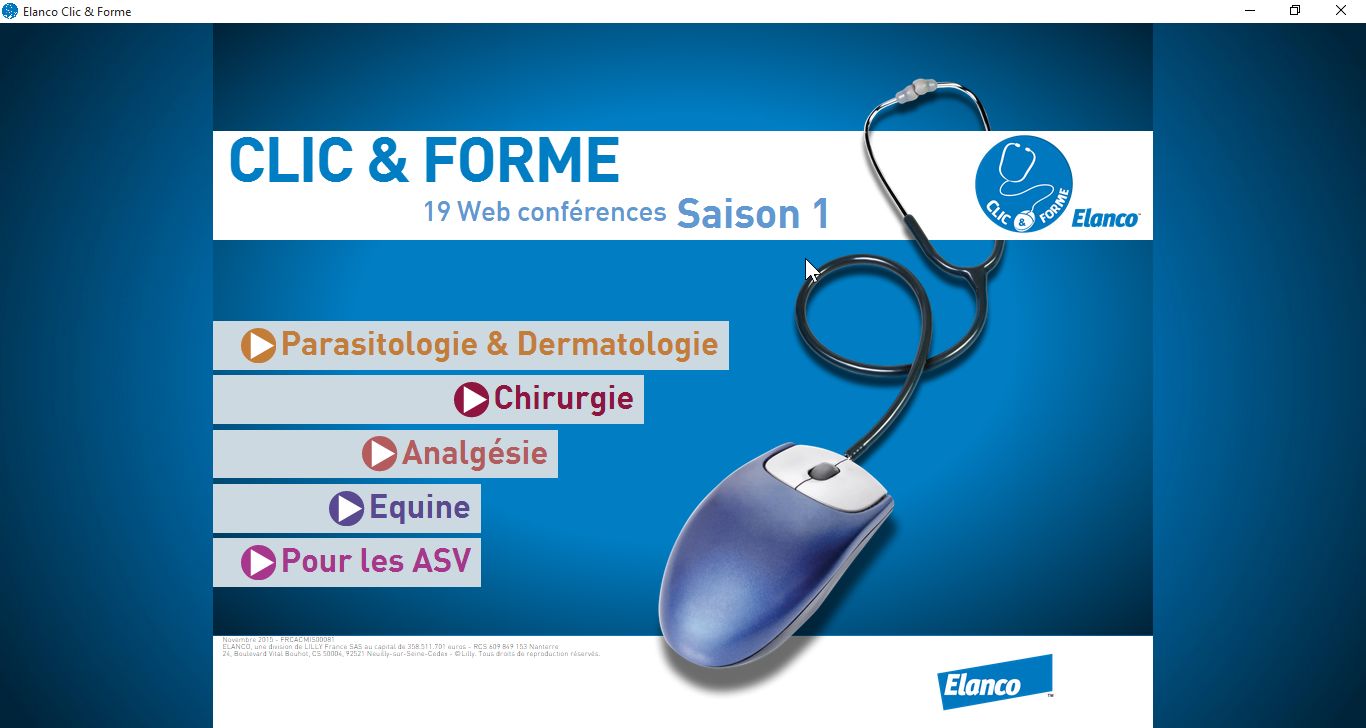 Elanco Clic & Forme
CLIC & FORME
19 Web conférences Saison 1
CLIC & FORME
Elanco
Parasitologie & Dermatologie
Chirurgie
Analgésie
Equine
Pour les ASV
Novembre 2015 - FRCACMIS00081
ELANCO, une division de LILLY France SAS au capital de 358.511.701 euros - RCS 609 849 153 Nanterre
24, Boulevard Vital Bouhot, CS 50004, 92521 Neuilly-sur-Seine-Cedex - © Lilly. Tous droits de reproduction réservés.
Elanco™